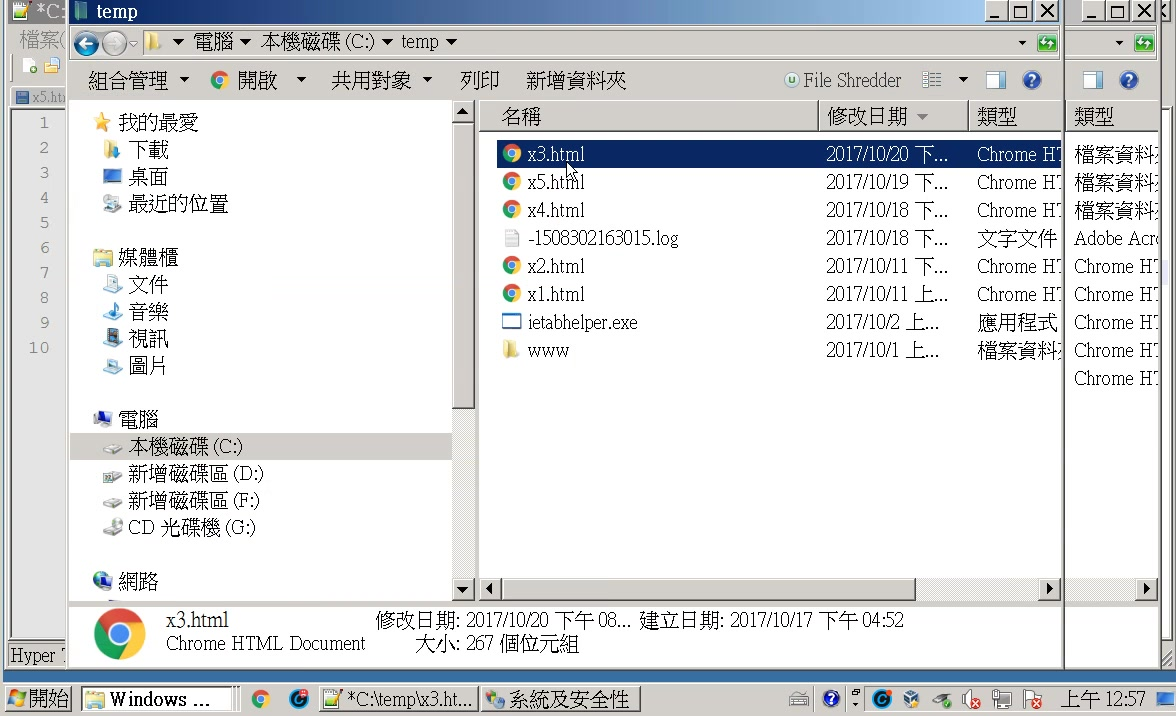 *C:
temp
檔案(
電腦
本機磁碟 (C:)
temp
組合管理
開啟
共用對象
列印
新增資料夾
File Shredder
x5.ht
名稱
修改日期
類型
類型
1
2
3
4
5
6
7
8
9
10
我的最愛
下載
桌面
最近的位置
媒體櫃
文件
音樂
視訊
圖片
電腦
本機磁碟 (C:)
新增磁碟區 (D:)
新增磁碟區 (F:)
CD 光碟機 (G:)
網路
x3.html 2017/10/20 下... Chrome HT
x5.html 2017/10/19 下... Chrome HT
x4.html 2017/10/18 下... Chrome HT
-1508302163015.log 2017/10/18 下... 文字文件
x2.html 2017/10/11 下... Chrome HT
x1.html 2017/10/11 上... Chrome HT
ietabhelper.exe 2017/10/2 上... 應用程式
www 2017/10/1 上... 檔案資料夾
檔案資料夾
檔案資料夾
檔案資料夾
Adobe Acro
Chrome HT
Chrome HT
Chrome HT
Chrome HT
Chrome HT
x3.html
修改日期: 2017/10/20 下午 08... 建立日期: 2017/10/17 下午 04:52
Chrome HTML Document
大小: 267 個位元組
Hyper
開始
Windows ...
*C:\temp\x3.ht...
系統及安全性
上午 12:57